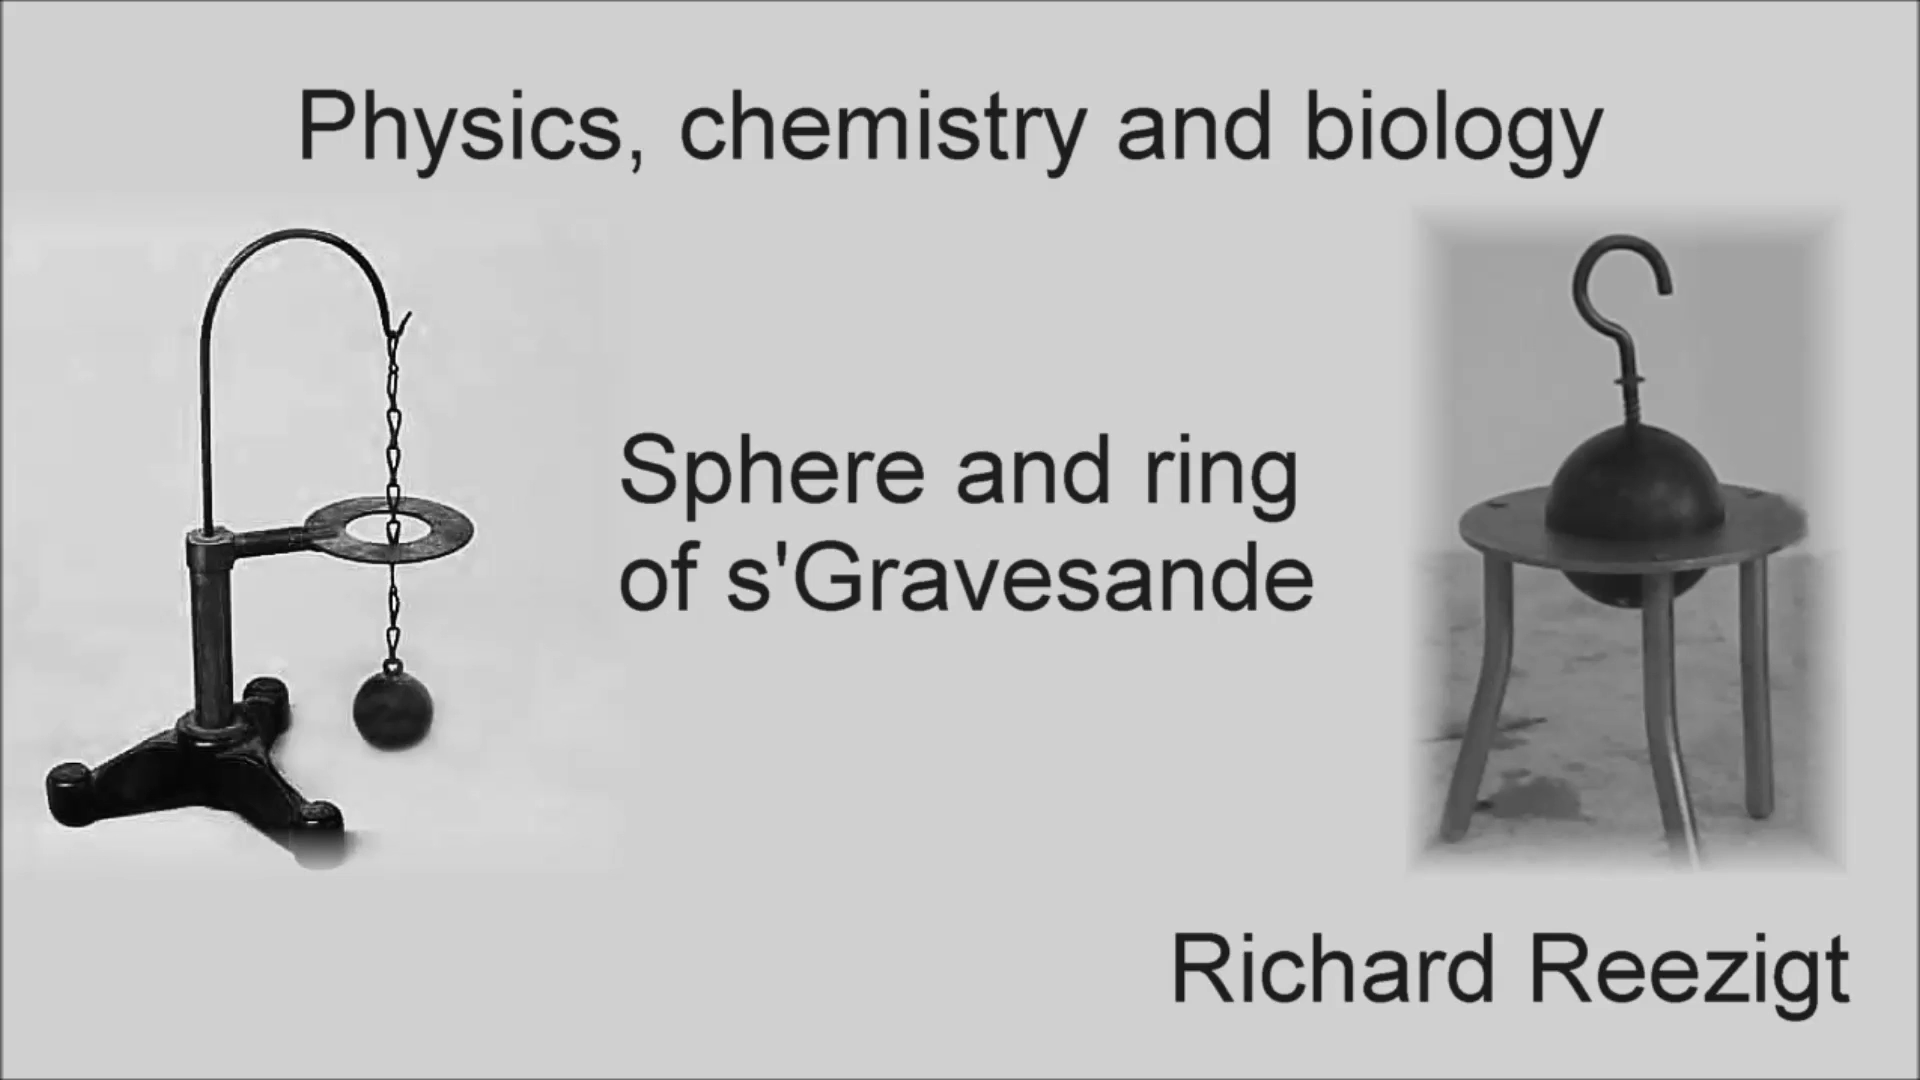 Physics, chemistry and biology
Sphere and ring
of s'Gravesande
Richard Reezigt